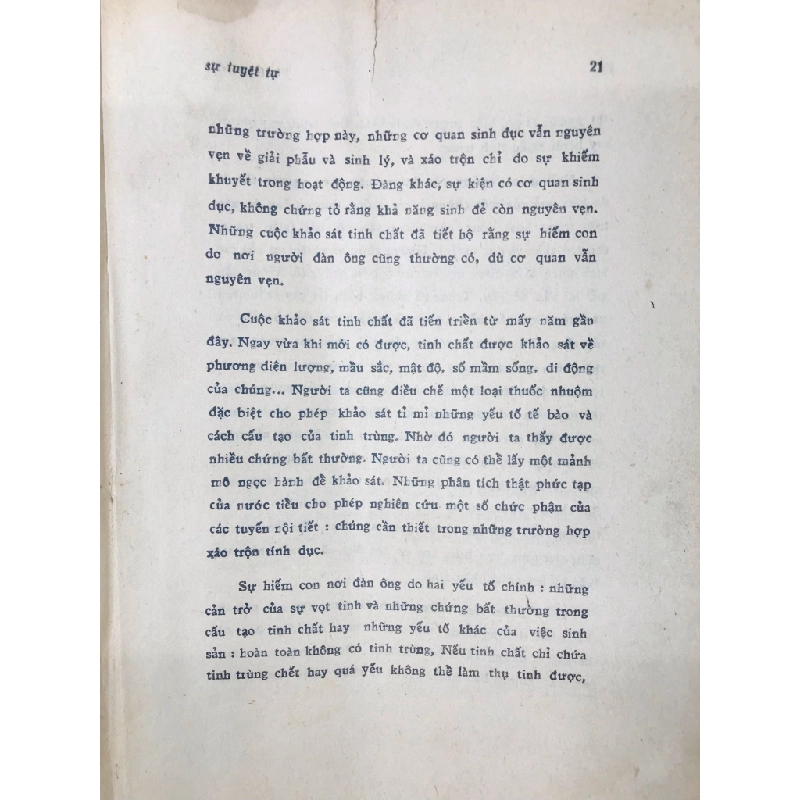 sự tuyệt tự
21
những trường hợp này, những cơ quan sinh dục vẫn nguyên
vẹn về giải phẫu và sinh lý, và xáo trộn chỉ do sự khiếm
khuyết trong hoạt động. Đàng khác, sự kiện có cơ quan sinh
dục, không chứng tỏ rằng khả năng sinh đẻ còn nguyên vẹn.
Những cuộc khảo sát tinh chất đã tiết bộ rằng sự hiếm con
do nơi người đàn ông cũng thường có, dù cơ quan vẫn
nguyên vẹn.
Cuộc khảo sát tinh chất đã tiến triển từ mấy năm gần
đây. Ngay vừa khi mới có được, tinh chất được khảo sát về
phương diện lượng, mầu sắc, mật độ, số mầm sống, di động
của chúng... Người ta cũng điều chế một loại thuốc nhuộm
đặc biệt cho phép khảo sát tỉ mỉ những yếu tố tế bào và
cách cấu tạo của tinh trùng. Nhờ đó người ta thấy được
nhiều chứng bất thường. Người ta cũng có thể lấy một mảnh
mô ngọc hành để khảo sát. Những phân tích thật phức tạp
của nước tiểu cho phép nghiên cứu một số chức phận của
các tuyến nội tiết : chúng cần thiết trong những trường hợp
xáo trộn tính dục.
Sự hiếm con nơi đàn ông do hai yếu tố chính : những
cản trở của sự vọt tinh và những chứng bất thường trong
cấu tạo tinh chất hay những yếu tố khác của việc sinh
sản : hoàn toàn không có tinh trùng, Nếu tinh chất chỉ chứa
tinh trùng chết hay quá yếu không thể làm thụ tinh được,